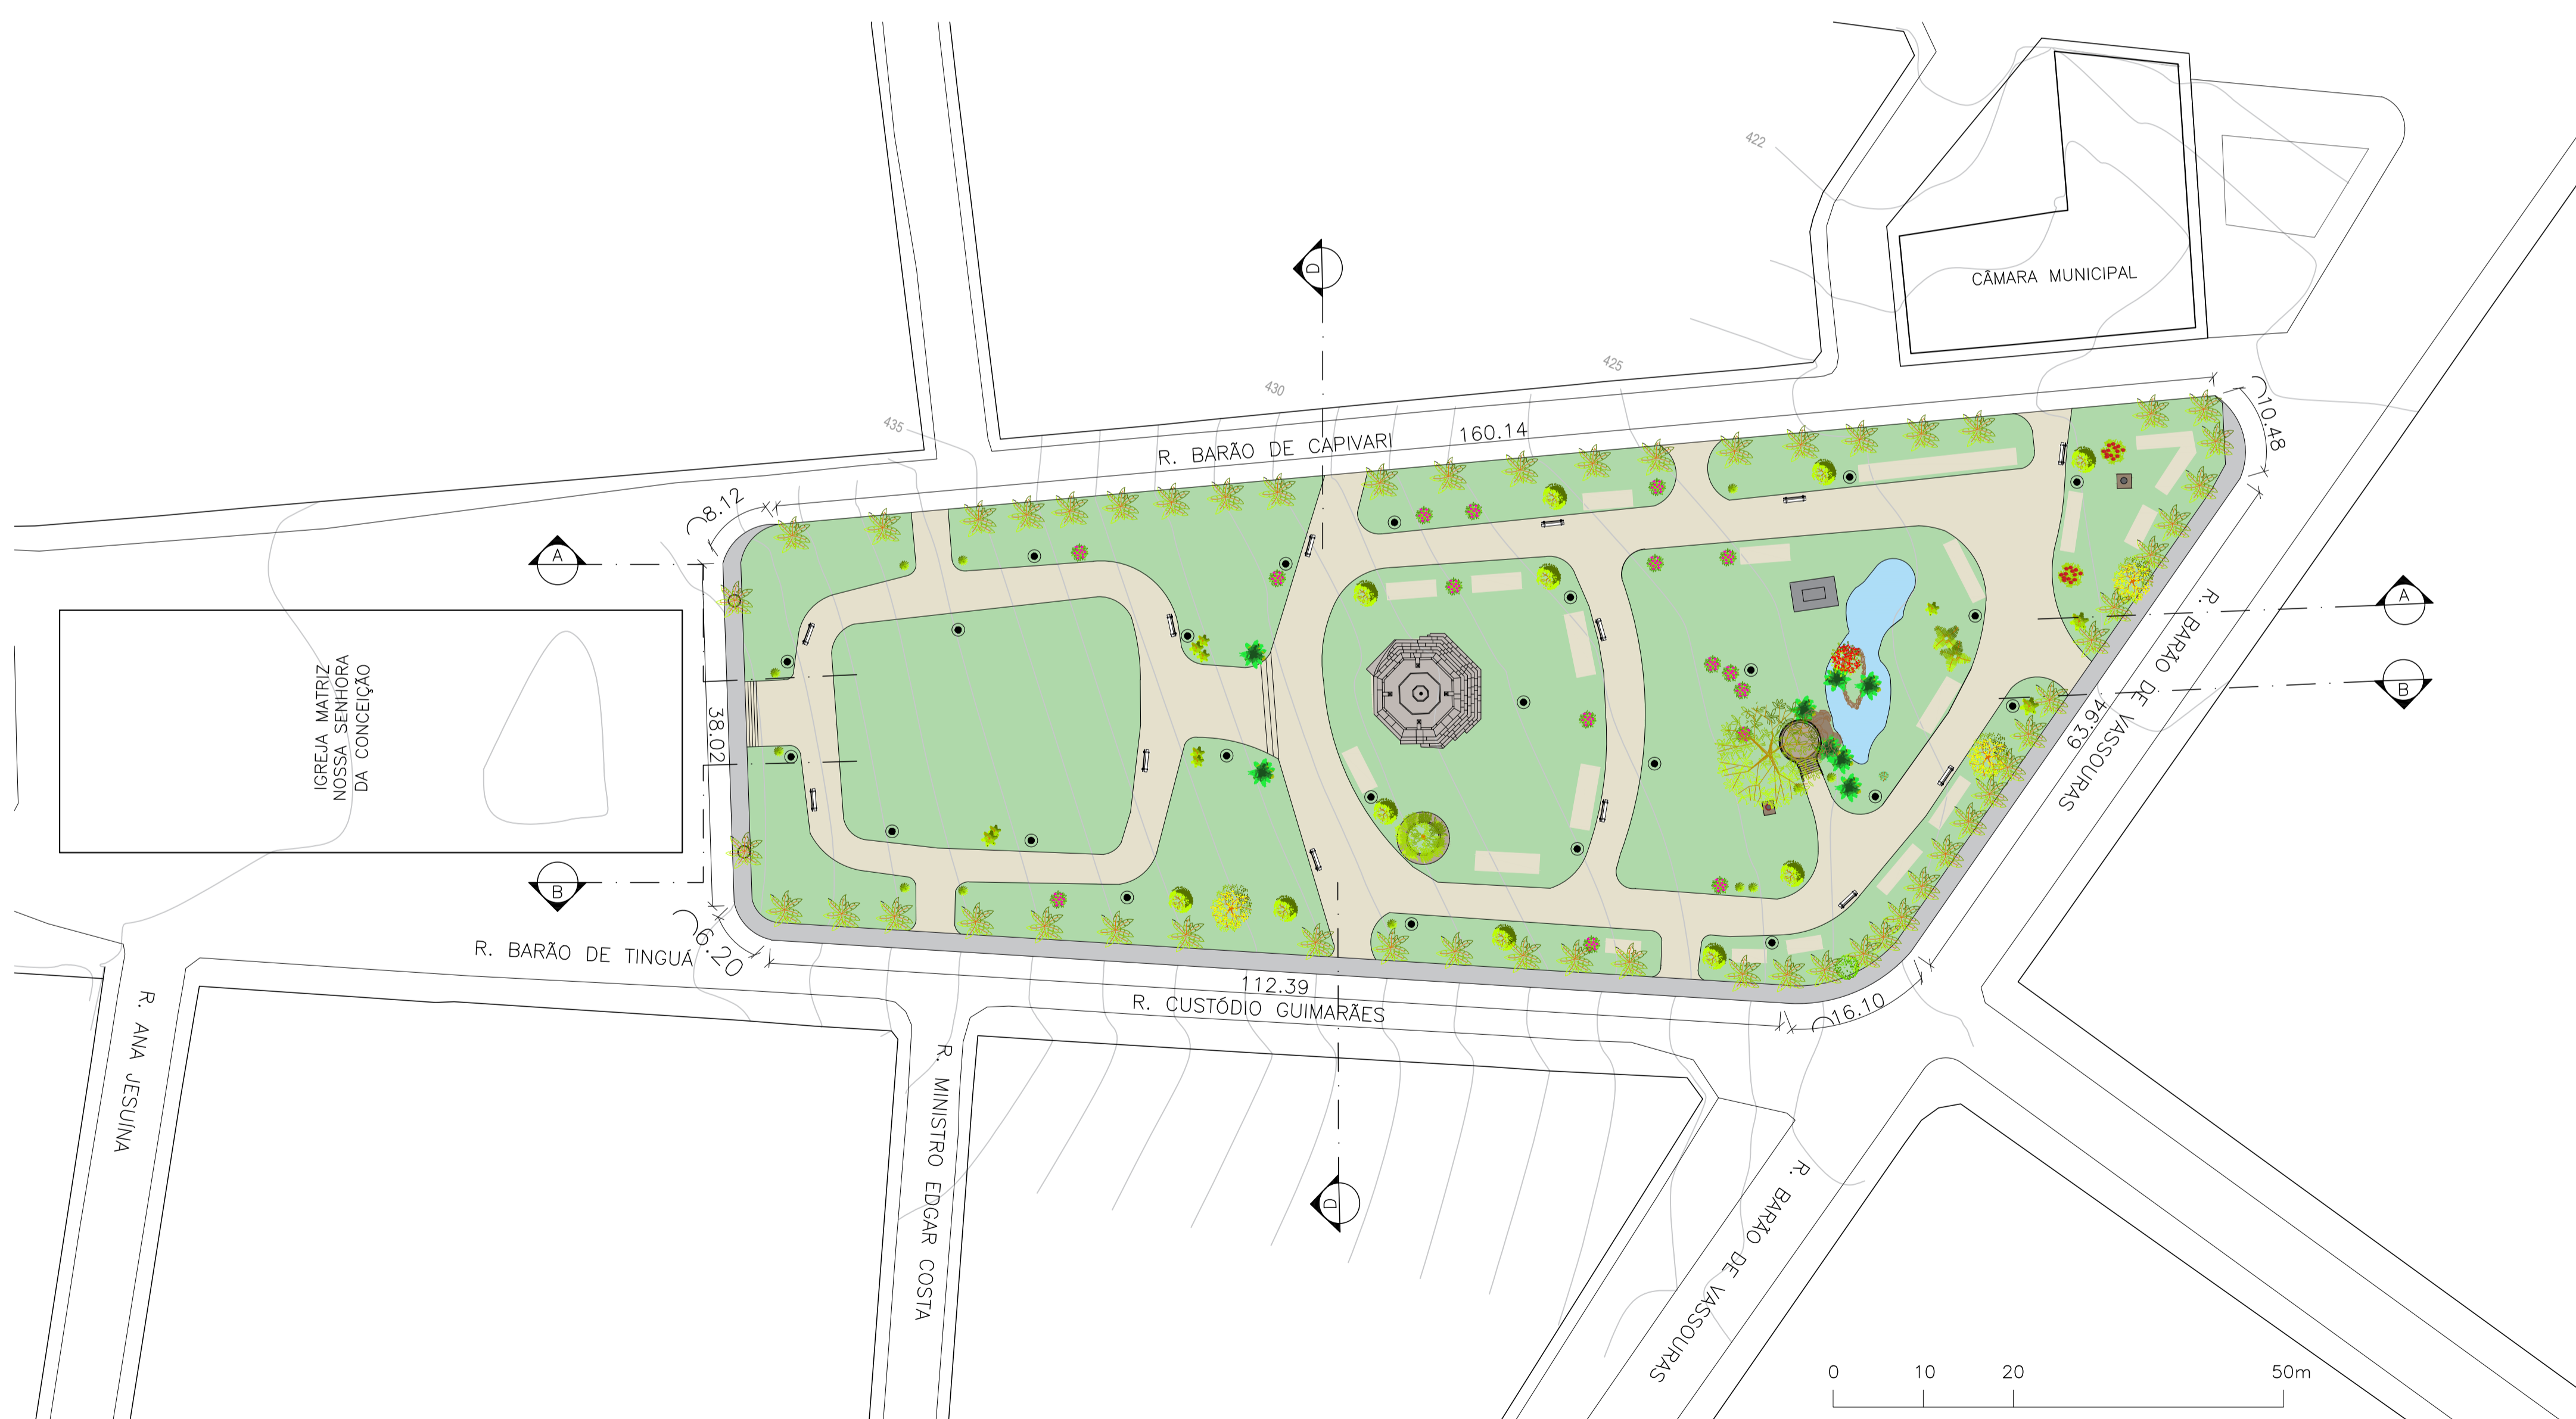 422
CÂMARA MUNICIPAL
D
425
430
435
R. BARÃO DE CAPIVARI
160.14
10.48
8.12
A
A
IGREJA MATRIZ
NOSSA SENHORA
DA CONCEIÇÃO
38.02
R. BARÃO DE VASSOURAS
63.94
B
B
R. BARÃO DE TINGUÁ
6.20
112.39
R. CUSTÓDIO GUIMARÃES
16.10
R. ANA JESUÍNA
R. MINISTRO EDGAR COSTA
D
R. BARÃO DE VASSOURAS
0 10 20 50m